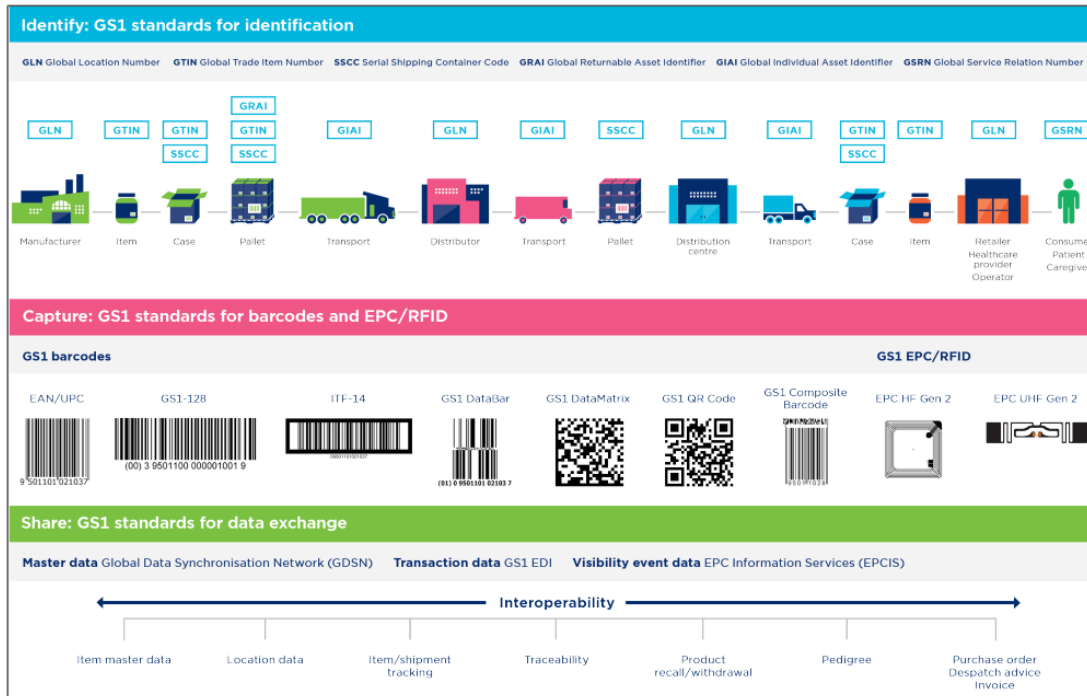 Identify: GS1 standards for identification
GLN Global Location Number GTIN Global Trade Item Number SSCC Serial Shipping Container Code GRAI Global Returnable Asset Identifier GIAI Global Individual Asset Identifier GSRN Global Service Relation Number
GRAI
GLN GTIN GTIN GTIN GIAI GLN GIAI SSCC GLN GIAI GTIN GTIN GLN GSRN
SSCC SSCC SSCC
Manufacturer Item Case Pallet Transport Distributor Transport Pallet Distribution Transport Case Item Retailer Consume
centre Healthcare Patient
provider Caregive
Operator
Capture: GS1 standards for barcodes and EPC/RFID
GS1 barcodes GS1 EPC/RFID
EAN/UPC GS1-128 ITF-14 GS1 DataBar GS1 DataMatrix GS1 QR Code GS1 Composite EPC HF Gen 2 EPC UHF Gen 2
Barcode
(00) 3 9501100 000001001 9
9 501101 021037 (01) 0 9501101 02103 7
Share: GS1 standards for data exchange
Master data Global Data Synchronisation Network (GDSN) Transaction data GS1 EDI Visibility event data EPC Information Services (EPCIS)
Interoperability
Item master data Location data Item/shipment Traceability Product Pedigree Purchase order
tracking recall/withdrawal Despatch advice
Invoice